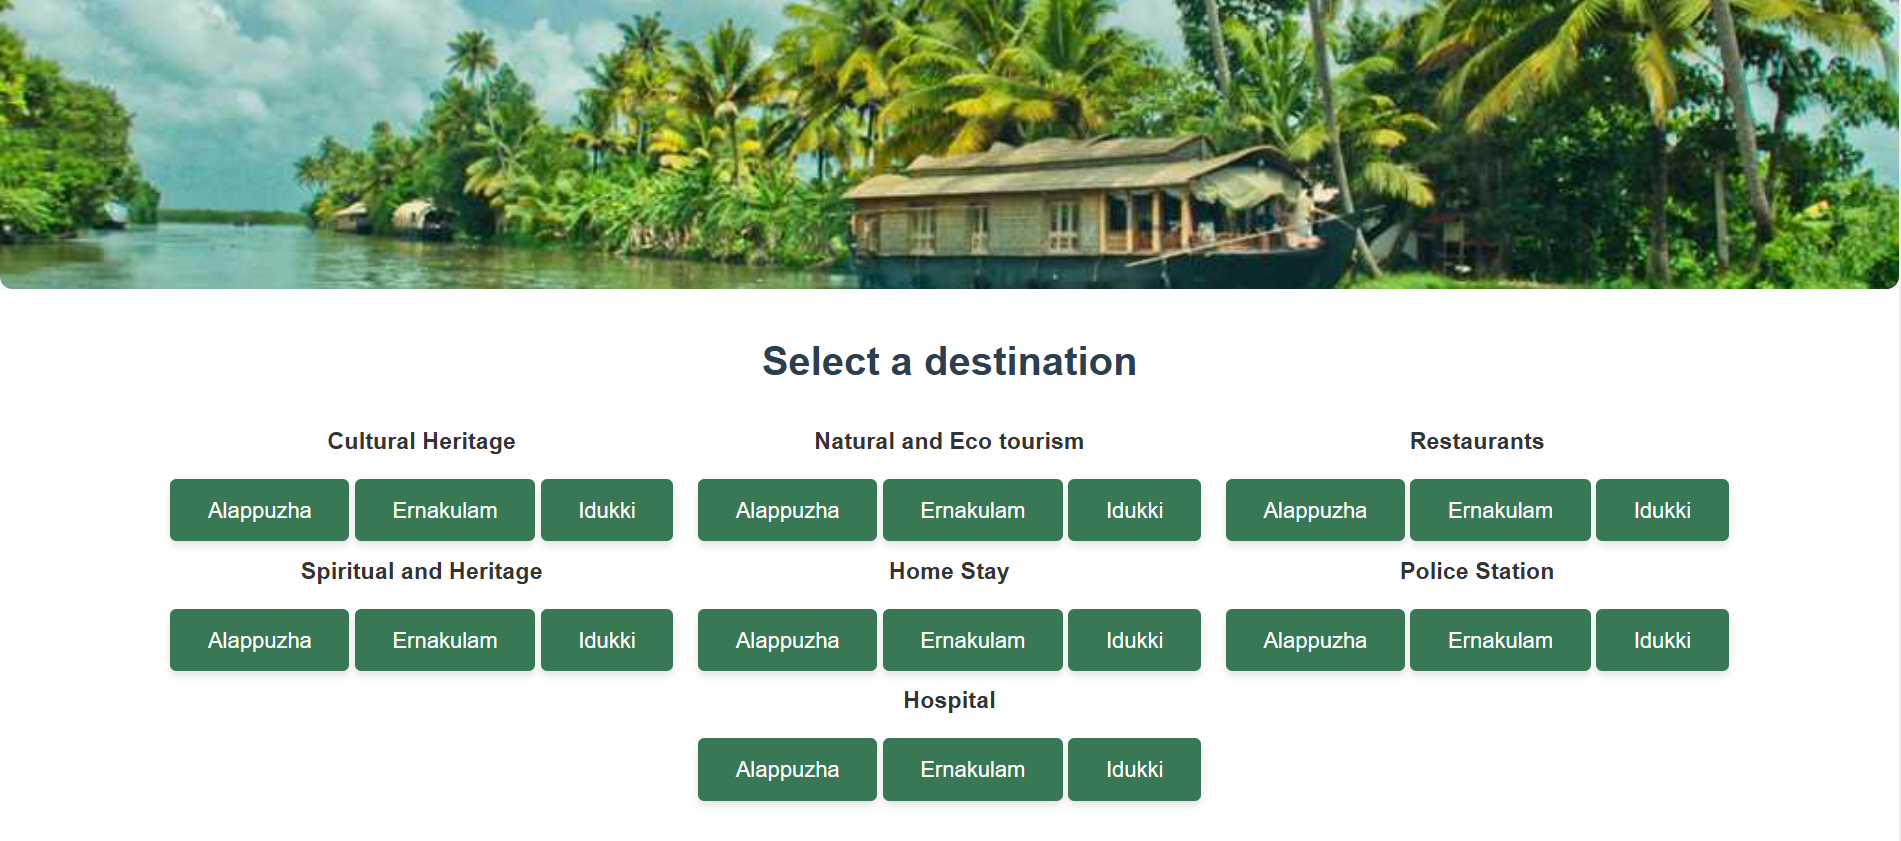 Select a destination
Cultural Heritage
Natural and Eco tourism
Restaurants
Alappuzha Ernakulam Idukki
Alappuzha Ernakulam Idukki
Alappuzha Ernakulam Idukki
Spiritual and Heritage
Home Stay
Police Station
Alappuzha Ernakulam Idukki
Alappuzha Ernakulam Idukki
Alappuzha Ernakulam Idukki
Hospital
Alappuzha Ernakulam Idukki